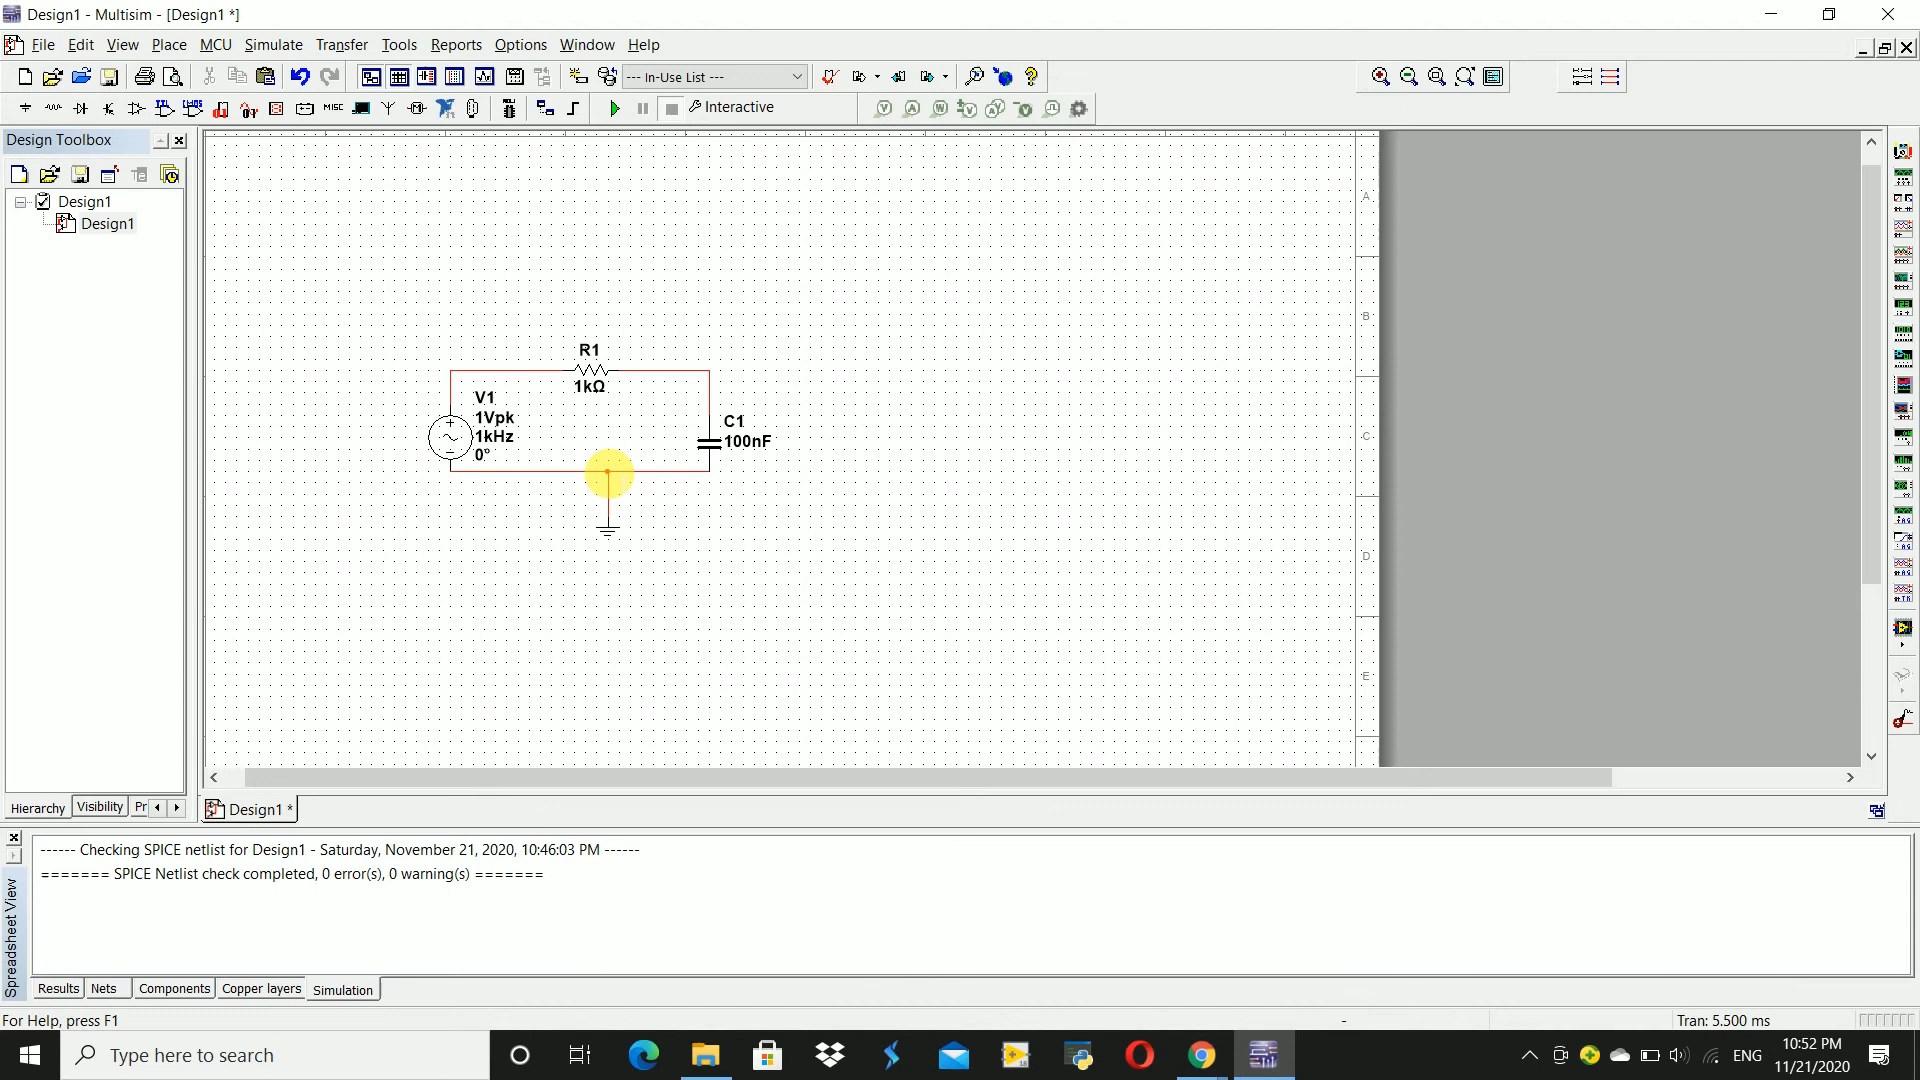 Design1 - Multisim - [Design1 *]
File Edit View Place MCU Simulate Transfer Tools Reports Options Window Help
--- In-Use List ---
MISC Interactive
Design Toolbox
Design1
Design1
A
B
C
D
E
R1
1kΩ
V1
1Vpk
1kHz
0°
C1
100nF
Hierarchy Visibility Pr
Design1 *
------ Checking SPICE netlist for Design1 - Saturday, November 21, 2020, 10:46:03 PM ------
======= SPICE Netlist check completed, 0 error(s), 0 warning(s) =======
Spreadsheet View
Results Nets Components Copper layers Simulation
For Help, press F1
-
Tran: 5.500 ms
Type here to search
ENG
10:52 PM
11/21/2020